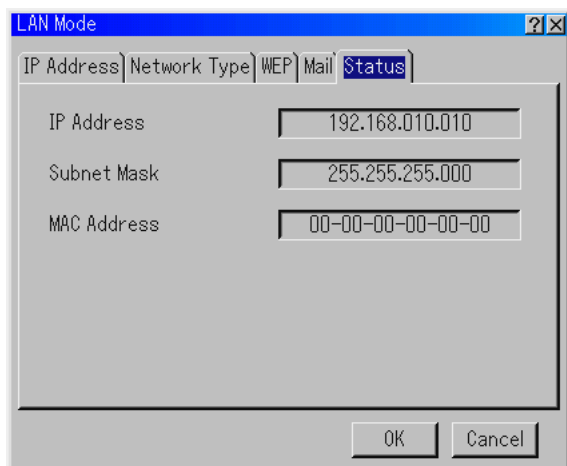 LAN Mode ? ×
IP Address Network Type WEP Mail Status
IP Address 192.168.010.010
Subnet Mask 255.255.255.000
MAC Address 00-00-00-00-00-00
OK Cancel